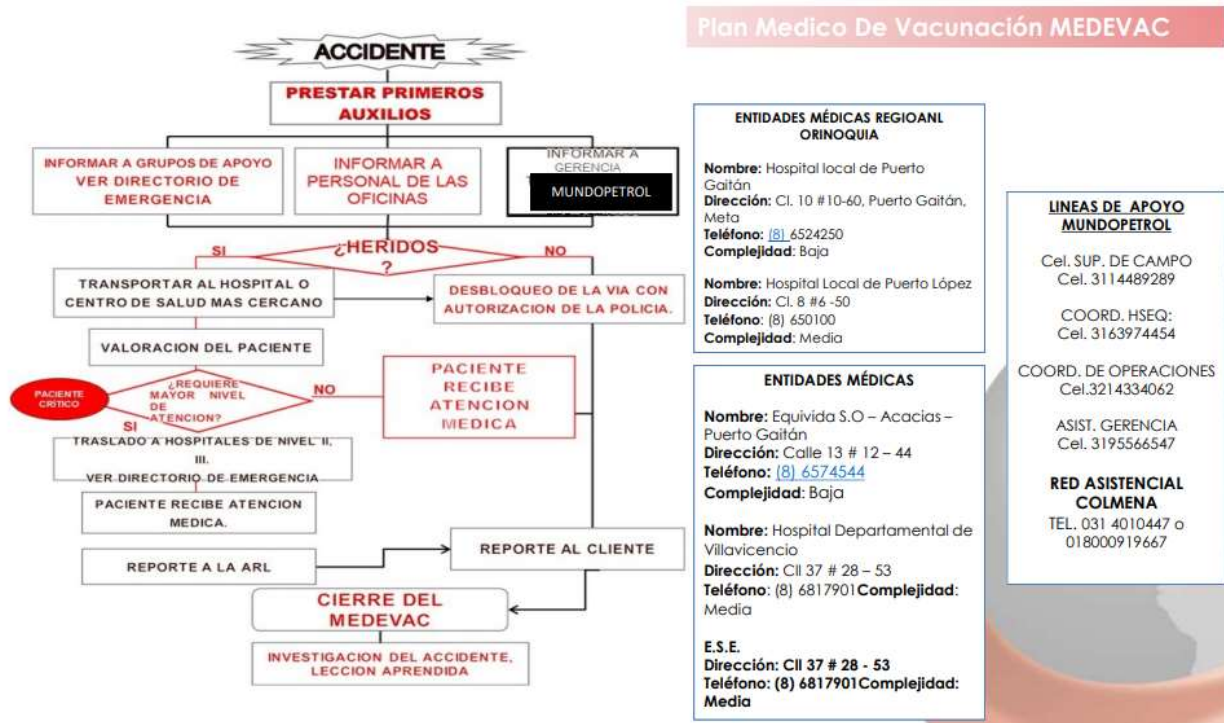 Plan Medico De Vacunación MEDEVAC
ACCIDENTE
PRESTAR PRIMEROS
AUXILIOS
INFORMAR A GRUPOS DE APOYO
VER DIRECTORIO DE
EMERGENCIA
INFORMAR A
PERSONAL DE LAS
OFICINAS
INFORMAR A
GERENCIA
MUNDOPETROL
SI
¿HERIDOS
?
NO
TRANSPORTAR AL HOSPITAL O
CENTRO DE SALUD MAS CERCANO
DESBLOQUEO DE LA VIA CON
AUTORIZACION DE LA POLICIA.
VALORACION DEL PACIENTE
PACIENTE
CRÍTICO
¿REQUIERE
MAYOR NIVEL
DE
ATENCION?
NO
SI
PACIENTE
RECIBE
ATENCION
MEDICA
TRASLADO A HOSPITALES DE NIVEL II,
III.
VER DIRECTORIO DE EMERGENCIA
PACIENTE RECIBE ATENCION
MEDICA.
REPORTE A LA ARL
REPORTE AL CLIENTE
CIERRE DEL
MEDEVAC
INVESTIGACION DEL ACCIDENTE,
LECCION APRENDIDA
ENTIDADES MÉDICAS REGIOANL
ORINOQUIA
Nombre: Hospital local de Puerto
Gaitán
Dirección: Cl. 10 #10-60, Puerto Gaitán,
Meta
Teléfono: (8) 6524250
Complejidad: Baja
Nombre: Hospital Local de Puerto López
Dirección: Cl. 8 #6 -50
Teléfono: (8) 650100
Complejidad: Media
ENTIDADES MÉDICAS
Nombre: Equivida S.O – Acacias –
Puerto Gaitán
Dirección: Calle 13 # 12 – 44
Teléfono: (8) 6574544
Complejidad: Baja
Nombre: Hospital Departamental de
Villavicencio
Dirección: Cll 37 # 28 – 53
Teléfono: (8) 6817901Complejidad:
Media
E.S.E.
Dirección: Cll 37 # 28 - 53
Teléfono: (8) 6817901Complejidad:
Media
LINEAS DE APOYO
MUNDOPETROL
Cel. SUP. DE CAMPO
Cel. 3114489289
COORD. HSEQ:
Cel. 3163974454
COORD. DE OPERACIONES
Cel.3214334062
ASIST. GERENCIA
Cel. 3195566547
RED ASISTENCIAL
COLMENA
TEL. 031 4010447 o
018000919667